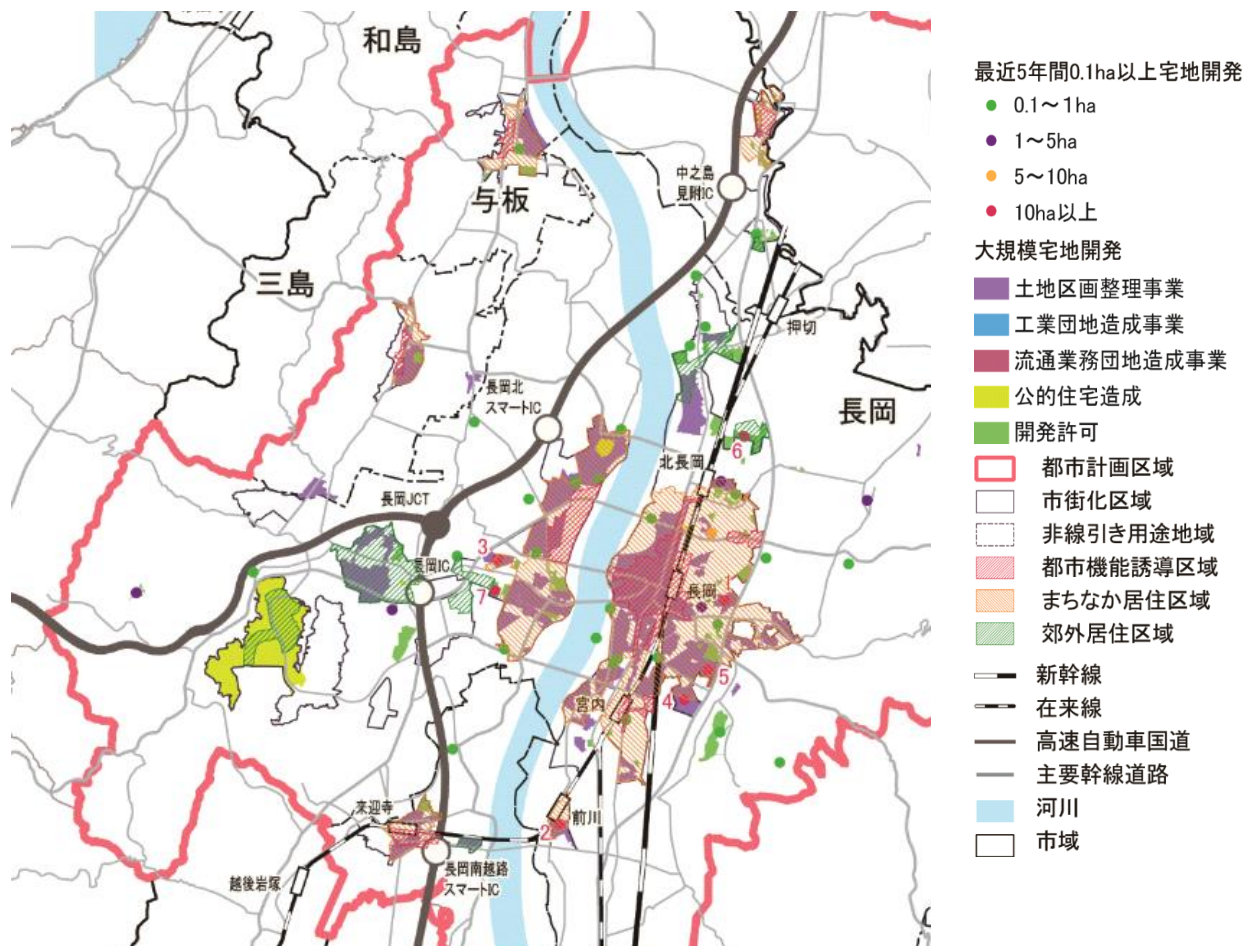 和島
与板
中之島
見附IC
三島
押切
長岡北
スマートIC
長岡
6
北長岡
長岡JCT
3
長岡IC
7
長岡
5
4
宮内
来迎寺
前川
2
長岡南越路
スマートIC
越後岩塚
最近5年間0.1ha以上宅地開発
0.1～1ha
1～5ha
5～10ha
10ha以上
大規模宅地開発
土地区画整理事業
工業団地造成事業
流通業務団地造成事業
公的住宅造成
開発許可
都市計画区域
市街化区域
非線引き用途地域
都市機能誘導区域
まちなか居住区域
郊外居住区域
新幹線
在来線
高速自動車国道
主要幹線道路
河川
市域